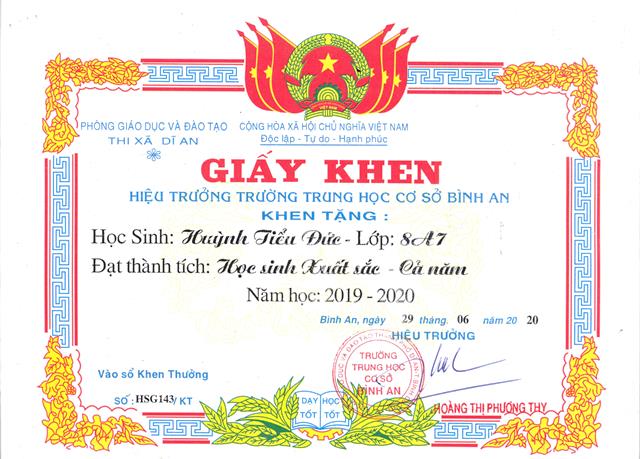 PHÒNG GIÁO DỤC VÀ ĐÀO TẠO
THỊ XÃ DĨ AN
CỘNG HÒA XÃ HỘI CHỦ NGHĨA VIỆT NAM
Độc lập - Tự do - Hạnh phúc
GIẤY KHEN
HIỆU TRƯỞNG TRƯỜNG TRUNG HỌC CƠ SỞ BÌNH AN
KHEN TẶNG :
Học Sinh: Huỳnh Tiểu Đức - Lớp: 8A7
Đạt thành tích: Học sinh Xuất sắc - Cả năm
Năm học: 2019 - 2020
Bình An, ngày 29 tháng. 06 năm 20 20
HIỆU TRƯỞNG
TRƯỜNG
TRUNG HỌC
CƠ SỞ
BÌNH AN
Vào sổ Khen Thưởng
SỐ: HSG143/ KT
DẠY TỐT
HỌC TỐT
HOÀNG THỊ PHƯƠNG THY